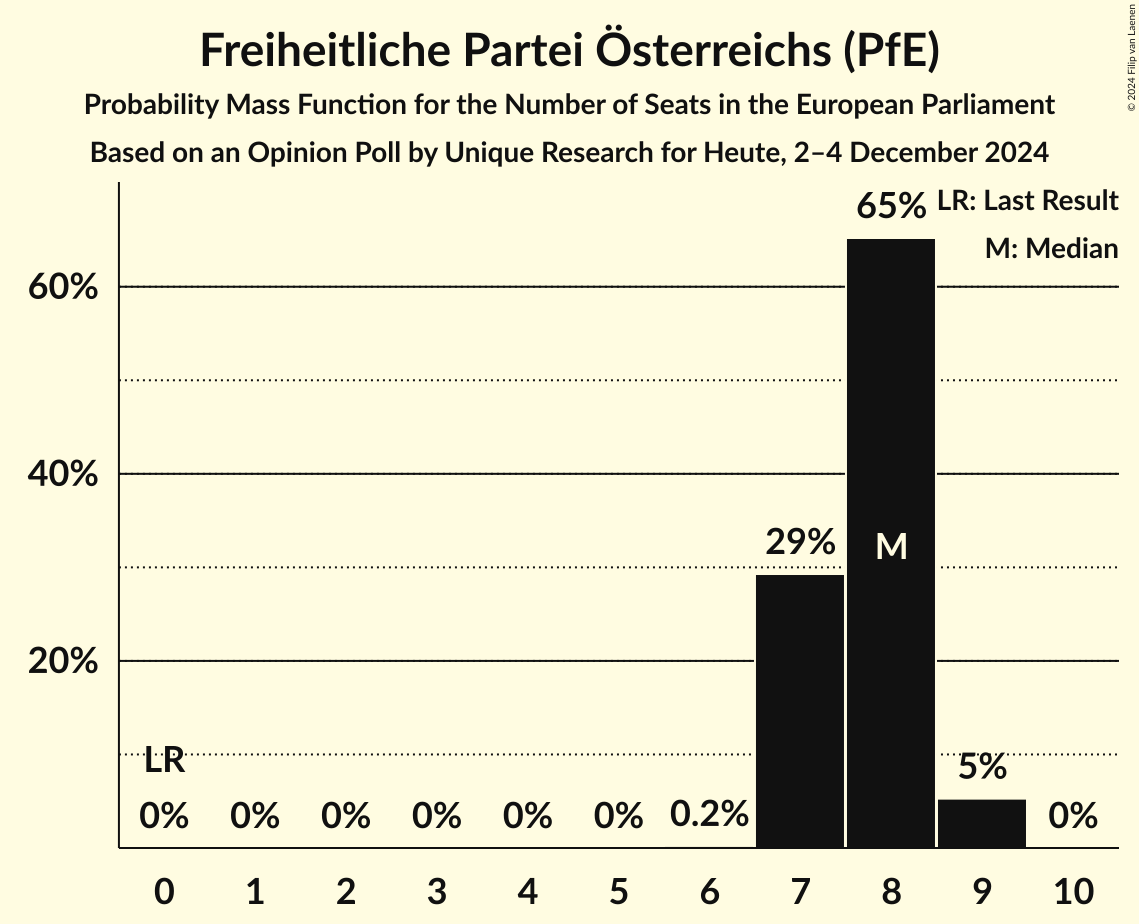 Freiheitliche Partei Österreichs (PfE)
Probability Mass Function for the Number of Seats in the European Parliament
Based on an Opinion Poll by Unique Research for Heute, 2–4 December 2024
© 2024 Filip van Laenen
LR: Last Result
M: Median
60%
40%
20%
LR
0%
0%
0%
0%
0%
0%
0.2%
29%
65%
M
5%
0%
0 1 2 3 4 5 6 7 8 9 10